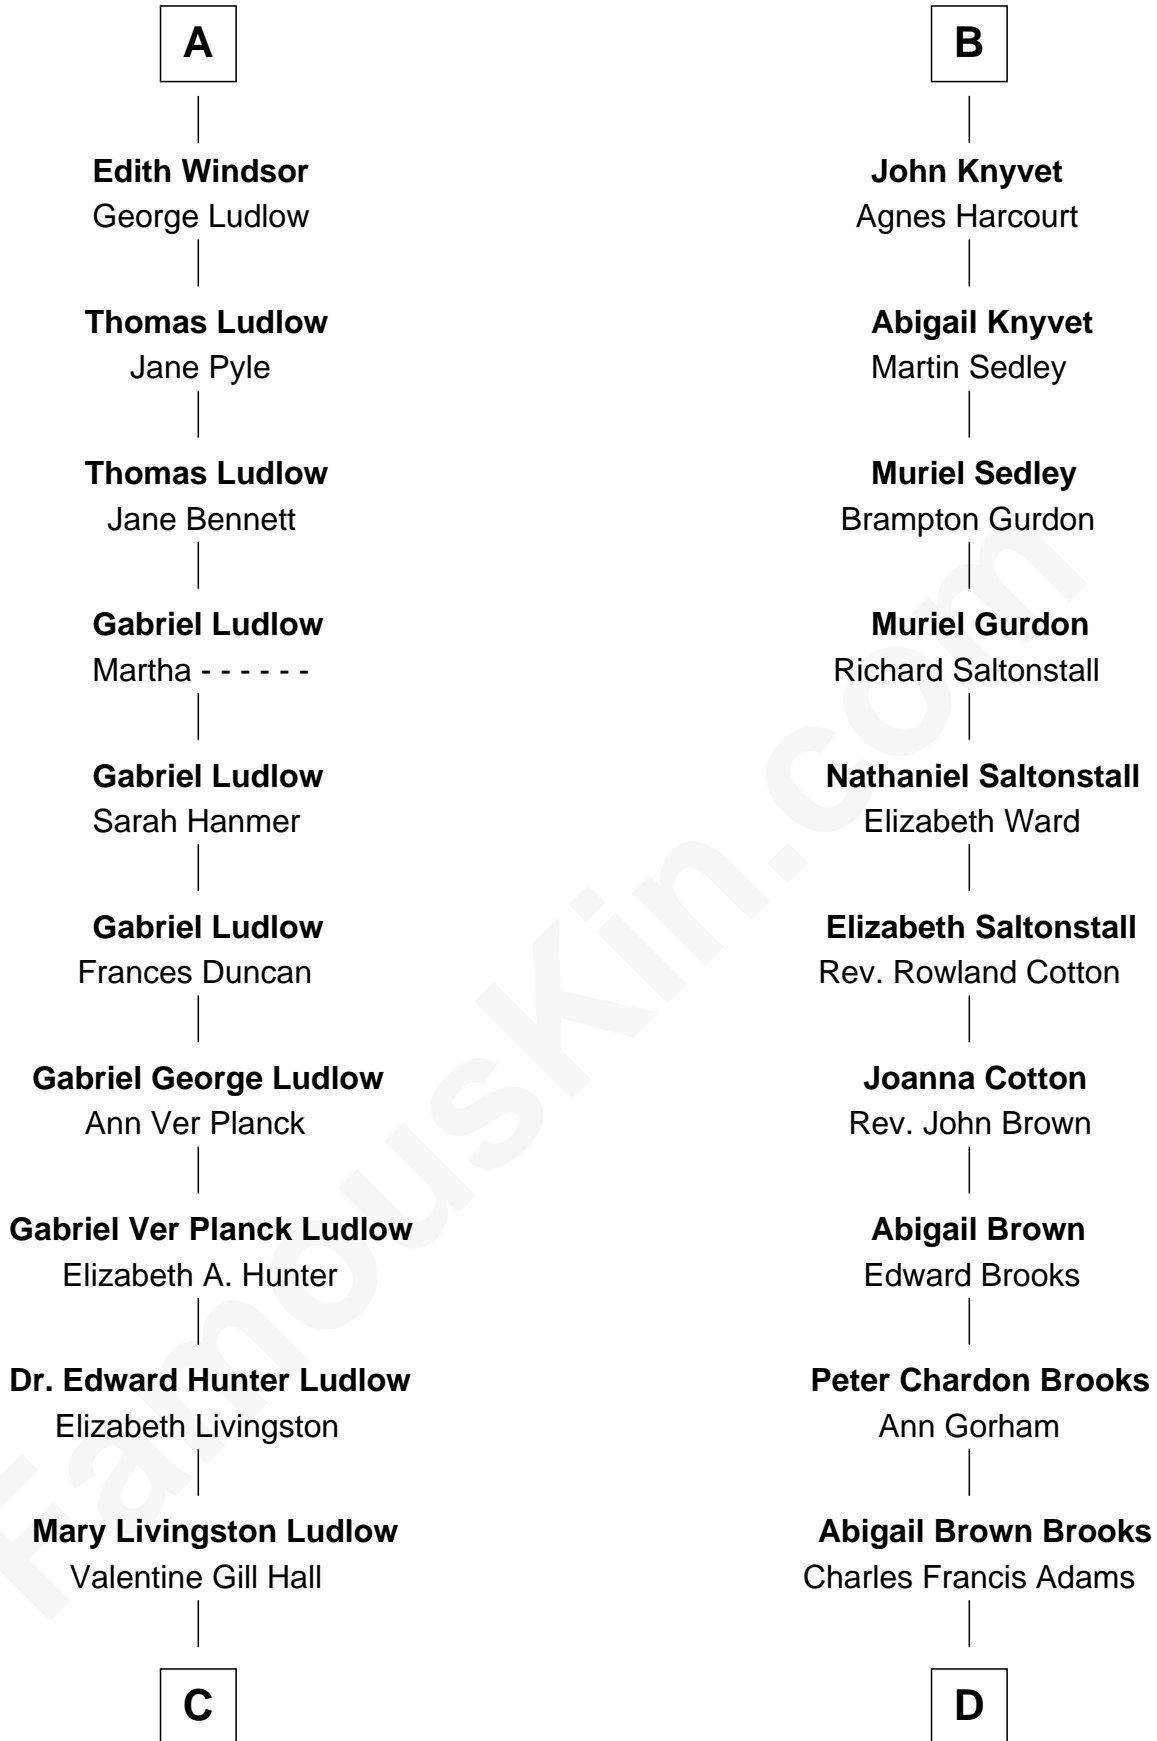 A
Edith Windsor
George Ludlow
Thomas Ludlow
Jane Pyle
Thomas Ludlow
Jane Bennett
Gabriel Ludlow
Martha - - - - - -
Gabriel Ludlow
Sarah Hanmer
Gabriel Ludlow
Frances Duncan
Gabriel George Ludlow
Ann Ver Planck
Gabriel Ver Planck Ludlow
Elizabeth A. Hunter
Dr. Edward Hunter Ludlow
Elizabeth Livingston
Mary Livingston Ludlow
Valentine Gill Hall
C
B
John Knyvet
Agnes Harcourt
Abigail Knyvet
Martin Sedley
Muriel Sedley
Brampton Gurdon
Muriel Gurdon
Richard Saltonstall
Nathaniel Saltonstall
Elizabeth Ward
Elizabeth Saltonstall
Rev. Rowland Cotton
Joanna Cotton
Rev. John Brown
Abigail Brown
Edward Brooks
Peter Chardon Brooks
Ann Gorham
Abigail Brown Brooks
Charles Francis Adams
D
FamousKin.com